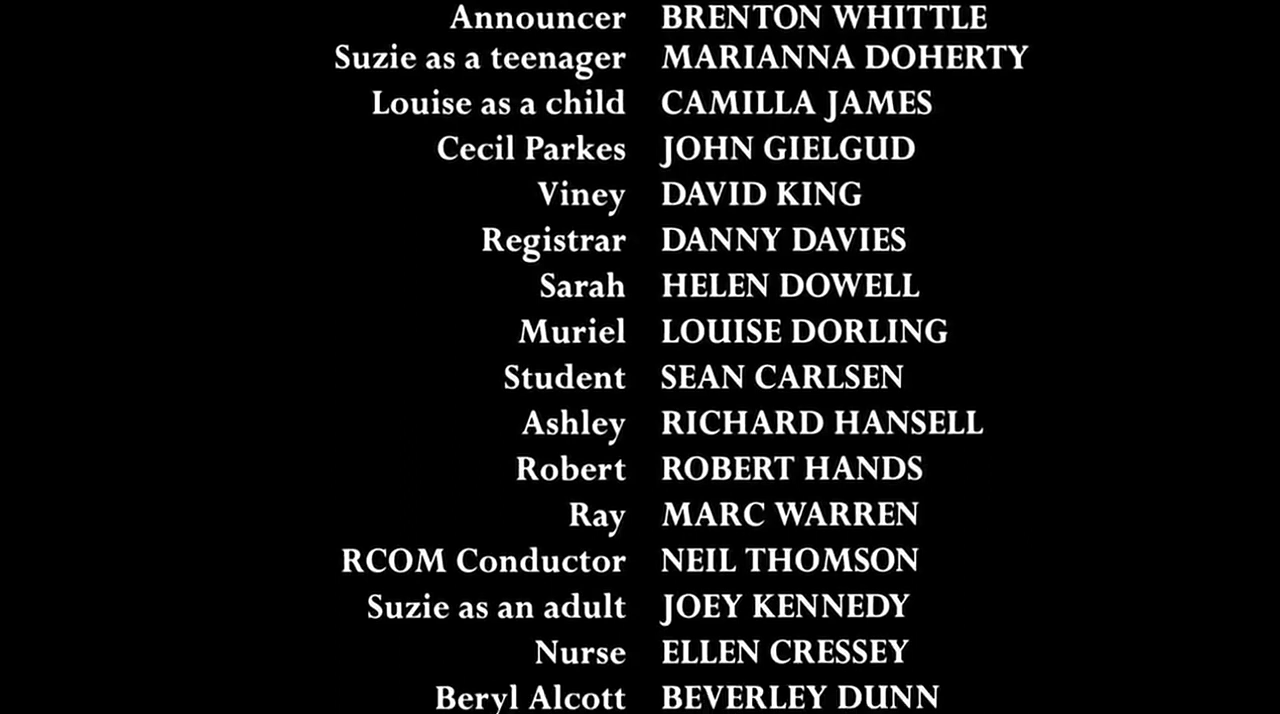 Announcer BRENTON WHITTLE
Suzie as a teenager MARIANNA DOHERTY
Louise as a child CAMILLA JAMES
Cecil Parkes JOHN GIELGUD
Viney DAVID KING
Registrar DANNY DAVIES
Sarah HELEN DOWELL
Muriel LOUISE DORLING
Student SEAN CARLSEN
Ashley RICHARD HANSELL
Robert ROBERT HANDS
Ray MARC WARREN
RCOM Conductor NEIL THOMSON
Suzie as an adult JOEY KENNEDY
Nurse ELLEN CRESSEY
Beryl Alcott BEVERLEY DUNN